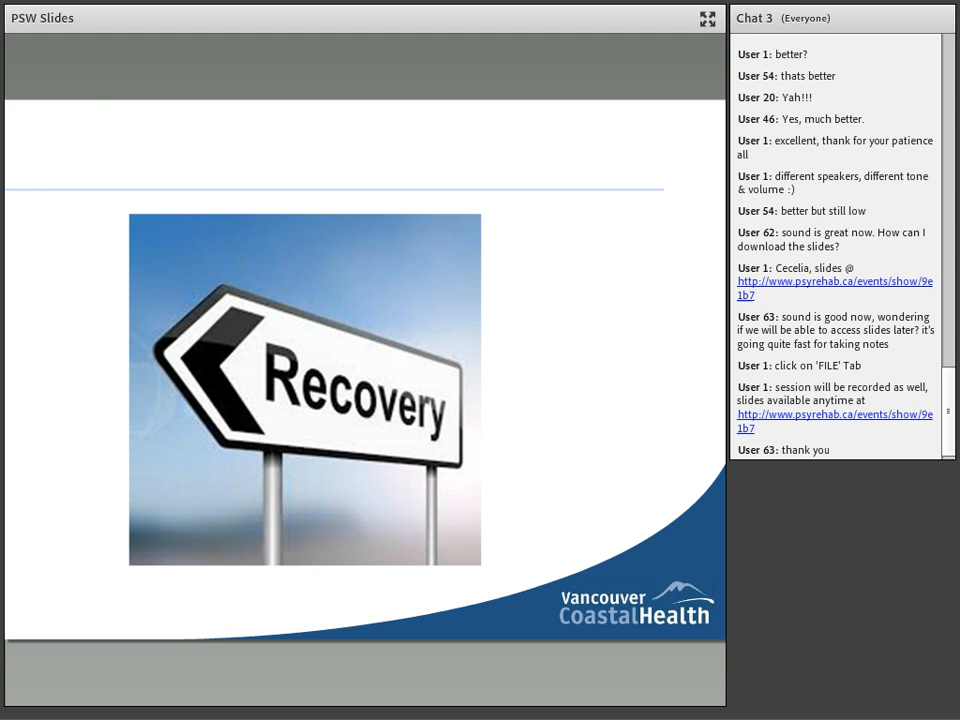 PSW Slides
Recovery
Vancouver
CoastalHealth
Chat 3 (Everyone)
User 1: better?
User 54: thats better
User 20: Yah!!!
User 46: Yes, much better.
User 1: excellent, thank for your patience
all
User 1: different speakers, different tone
& volume :)
User 54: better but still low
User 62: sound is great now. How can I
download the slides?
User 1: Cecelia, slides @
http://www.psyrehab.ca/events/show/9e
1b7
User 63: sound is good now, wondering
if we will be able to access slides later? it's
going quite fast for taking notes
User 1: click on 'FILE' Tab
User 1: session will be recorded as well,
slides available anytime at
http://www.psyrehab.ca/events/show/9e
1b7
User 63: thank you